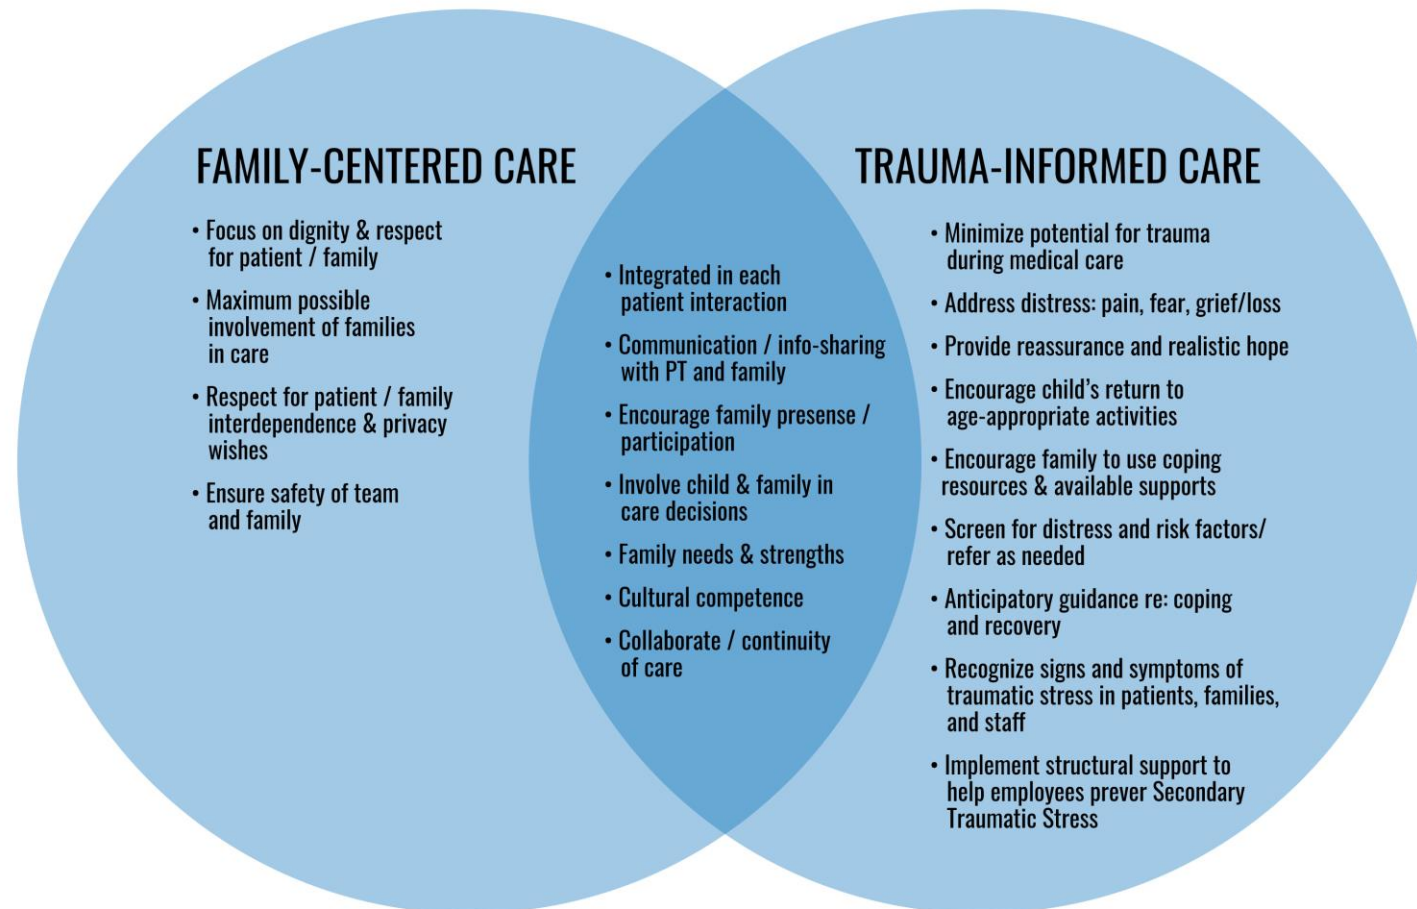 FAMILY-CENTERED CARE
• Focus on dignity & respect
for patient / family
• Maximum possible
involvement of families
in care
• Respect for patient / family
interdependence & privacy
wishes
• Ensure safety of team
and family
• Integrated in each
patient interaction
• Communication / info-sharing
with PT and family
• Encourage family presense /
participation
• Involve child & family in
care decisions
• Family needs & strengths
• Cultural competence
• Collaborate / continuity
of care
TRAUMA-INFORMED CARE
• Minimize potential for trauma
during medical care
• Address distress: pain, fear, grief/loss
• Provide reassurance and realistic hope
• Encourage child’s return to
age-appropriate activities
• Encourage family to use coping
resources & available supports
• Screen for distress and risk factors/
refer as needed
• Anticipatory guidance re: coping
and recovery
• Recognize signs and symptoms of
traumatic stress in patients, families,
and staff
• Implement structural support to
help employees prever Secondary
Traumatic Stress